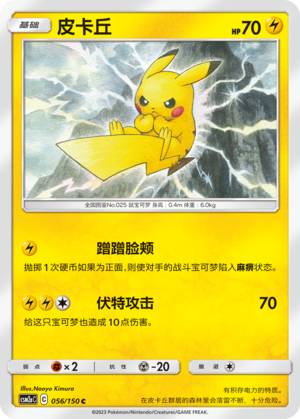 基础 皮卡丘 HP70
全国图鉴No.025 鼠宝可梦 身高：0.4m 体重：6.0kg
蹭蹭脸颊
抛掷1次硬币如果为正面,则使对手的战斗宝可梦陷入麻痹状态。
伏特攻击 70
给这只宝可梦也造成10点伤害。
弱点 ×2 抗性 -20 撤退
Illus.Naoyo Kimura
CSM2aC C 056/150 C
有积存电力的特质。
在皮卡丘群居的森林里会落雷不断,十分危险。
©2023 Pokémon/Nintendo/Creatures/GAME FREAK.